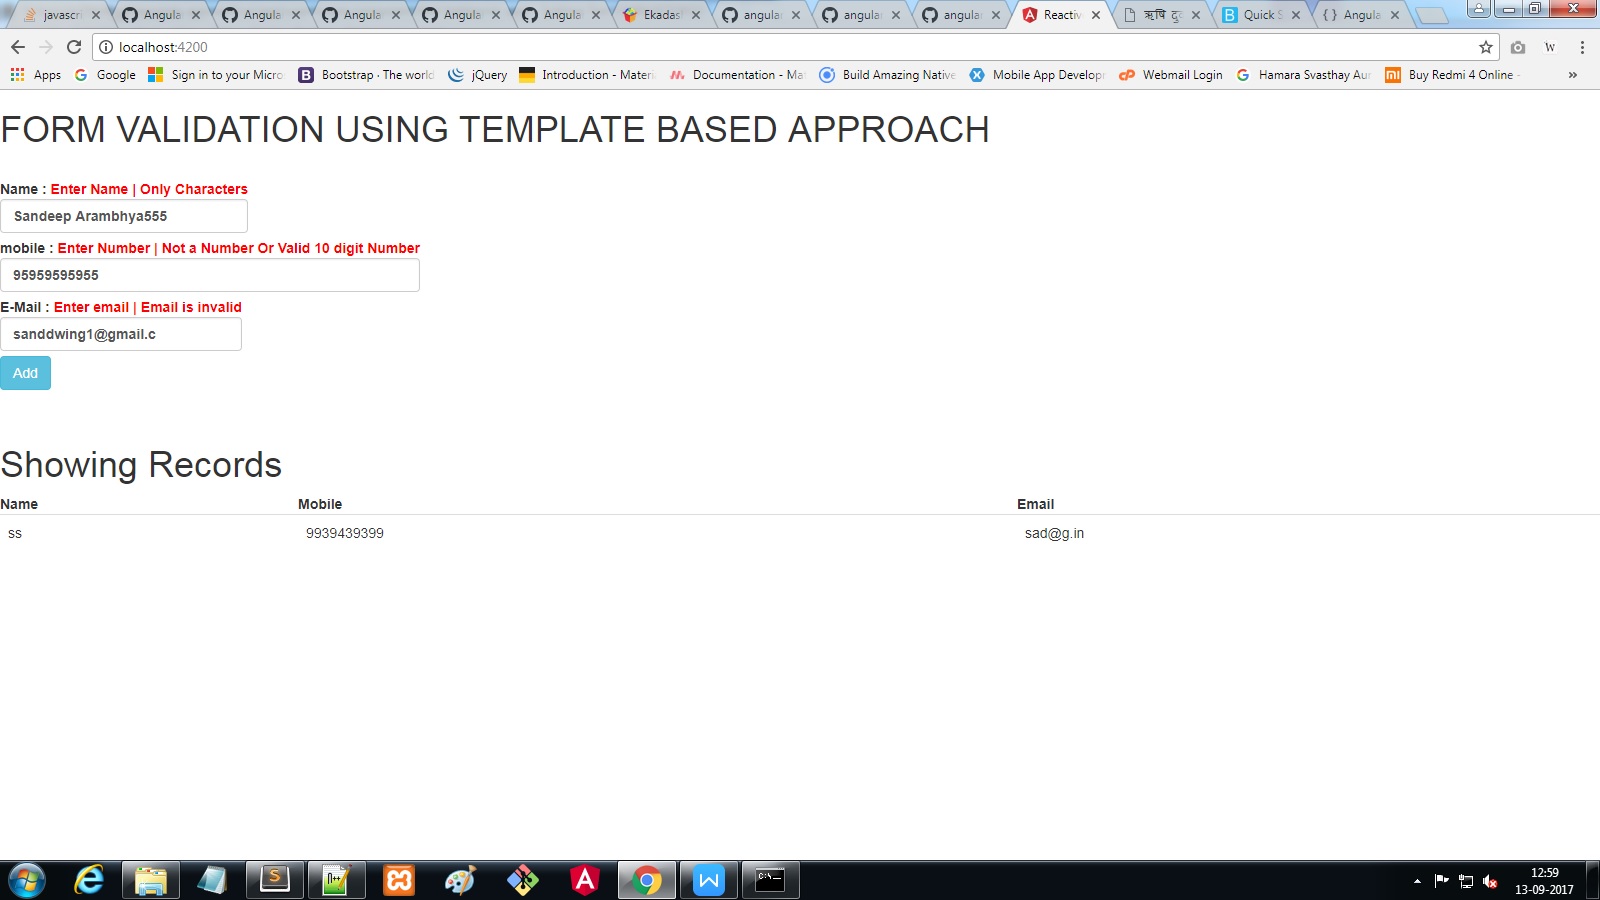 javascri Angula Angula Angula Angula Angula Ekadas angula angula angula Reactiv Quick S Angula
localhost:4200
Apps Google Sign in to your Micro Bootstrap · The world jQuery Introduction - Materi Documentation - Ma Build Amazing Native Mobile App Developr Webmail Login Hamara Svasthay Aur Buy Redmi 4 Online - »
FORM VALIDATION USING TEMPLATE BASED APPROACH
Name : Enter Name | Only Characters
Sandeep Arambhya555
mobile : Enter Number | Not a Number Or Valid 10 digit Number
95959595955
E-Mail : Enter email | Email is invalid
sanddwing1@gmail.c
Add
Showing Records
Name Mobile Email
ss 9939439399 sad@g.in
12:59
13-09-2017